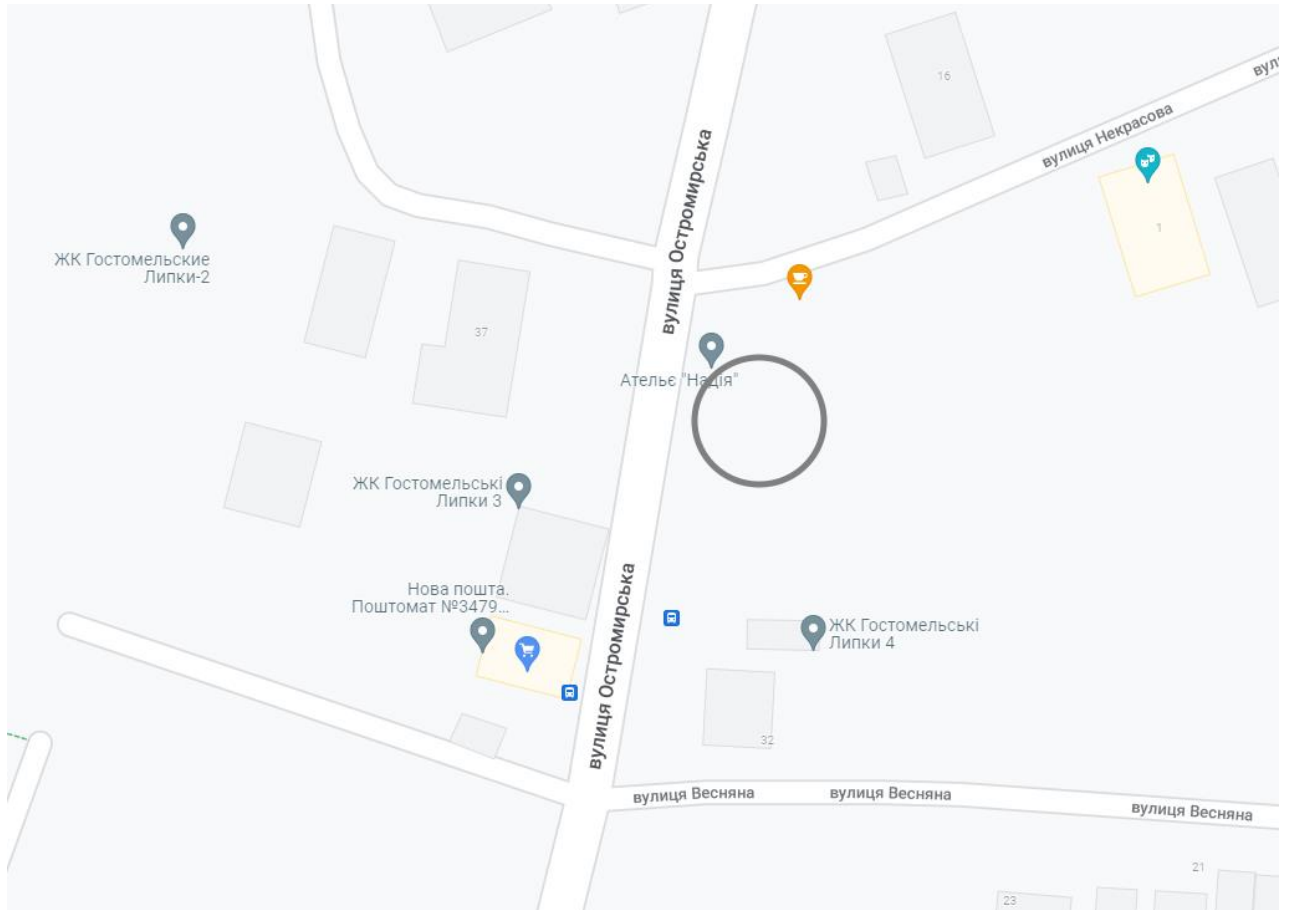 16
вул
вулиця Некрасова
вулиця Остромирська
1
ЖК Гостомельские
Липки-2
37
Ательє "Надія"
ЖК Гостомельські
Липки 3
Нова пошта.
Поштомат №3479...
вулиця Остромирська
ЖК Гостомельські
Липки 4
32
вулиця Весняна
вулиця Весняна
вулиця Весняна
21
23